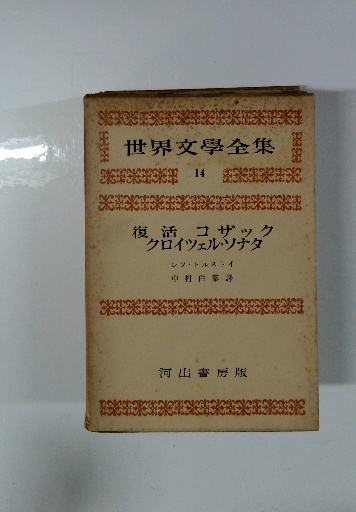 世界文學全集
14
復活 コザック
クロイツェル・ソナタ
レフ・トルストイ
中村白葉譯
河出書房版